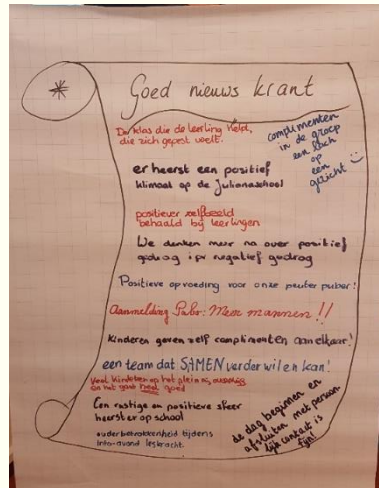 Goed nieuws krant
De klas die de leerling helpt,
die zich gepest voelt.
complimenten
in de groep
een lach
op
een
gezicht
er heerst een positief
klimaat op de Julianaschool
positiever zelfbeeld
behaald bij leerlingen
We denken meer na over positief
gedrag ipv negatief gedrag
Positieve opvoeding voor onze peuter puber!
Aanmelding Pabo: Meer mannen!!
Kinderen geven zelf complimenten aan elkaar!
een team dat SAMEN verder wil en kan!
Veel kinderen op het plein
en het gaat heel goed
Een rustige en positieve sfeer
heerst er op school
ouderbetrokkenheid tijdens
info-avond leskracht.
de dag beginnen en
afsluiten met persoon-
lijk contact is
fijn!